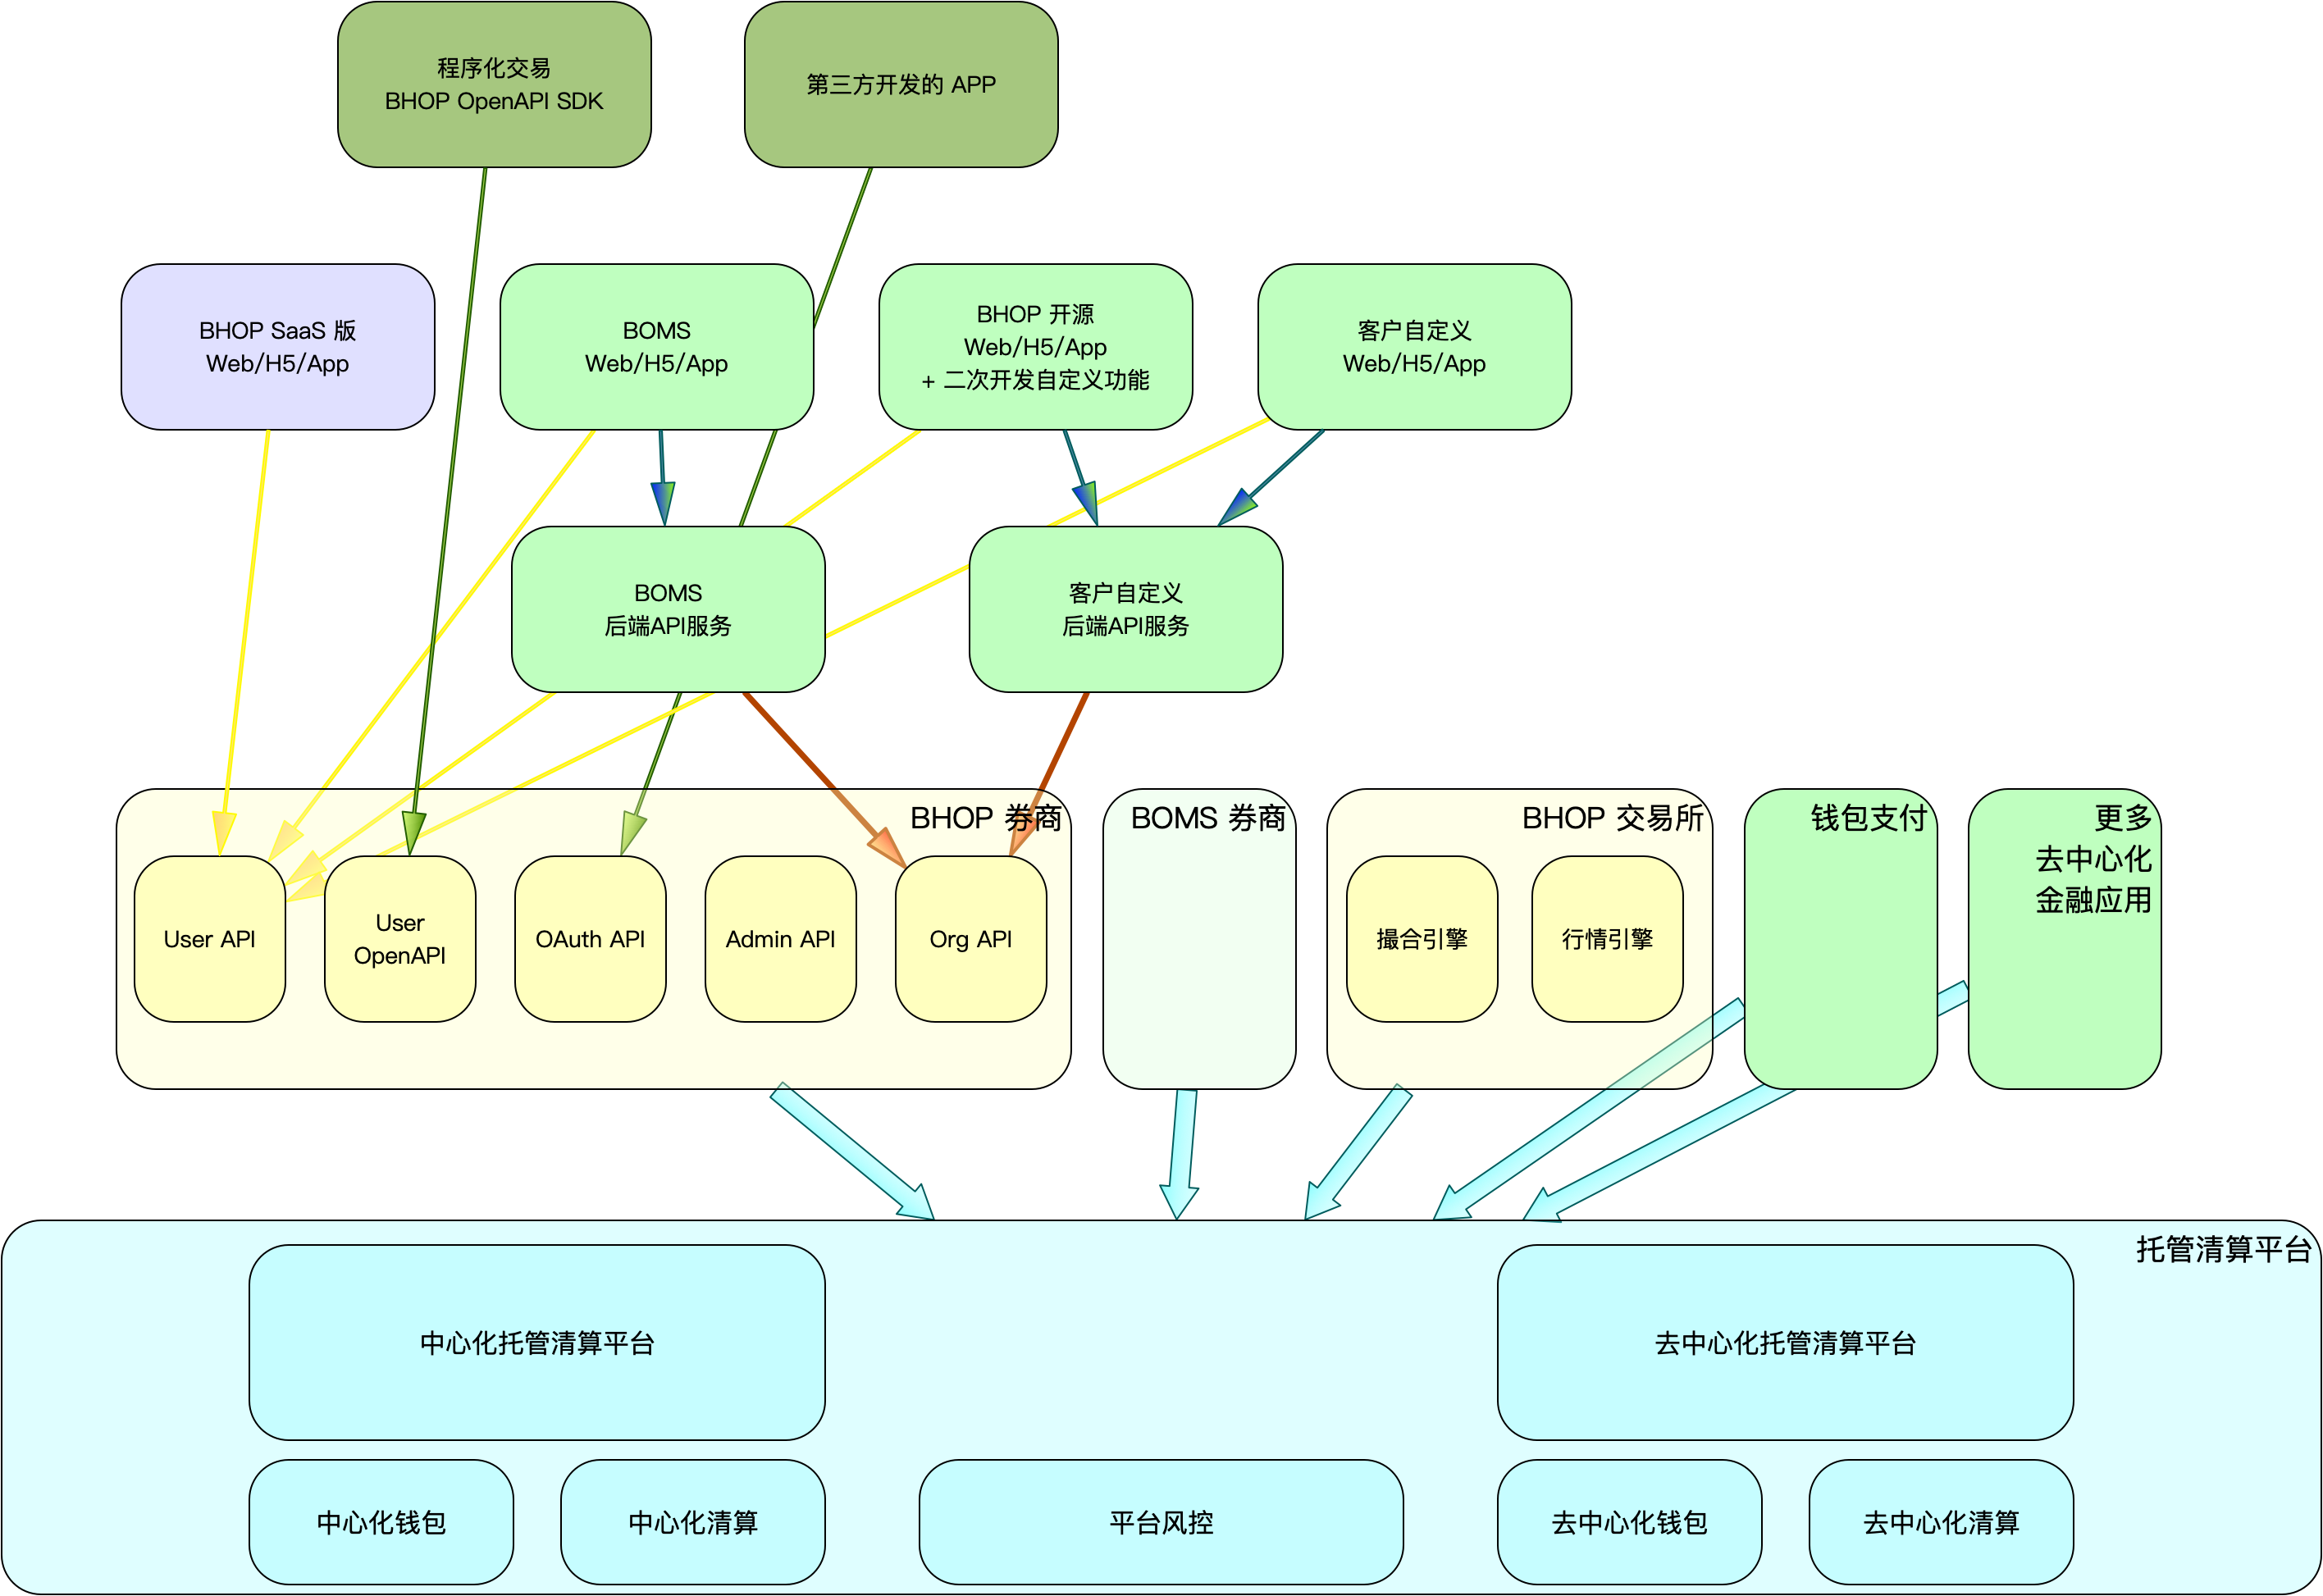 程序化交易
BHOP OpenAPI SDK
第三方开发的 APP
BHOP SaaS 版
Web/H5/App
BOMS
Web/H5/App
BHOP 开源
Web/H5/App
+ 二次开发自定义功能
客户自定义
Web/H5/App
BOMS
后端API服务
客户自定义
后端API服务
BHOP 券商
User API
User
OpenAPI
OAuth API
Admin API
Org API
BOMS 券商
BHOP 交易所
撮合引擎
行情引擎
钱包支付
更多
去中心化
金融应用
托管清算平台
中心化托管清算平台
去中心化托管清算平台
中心化钱包
中心化清算
平台风控
去中心化钱包
去中心化清算